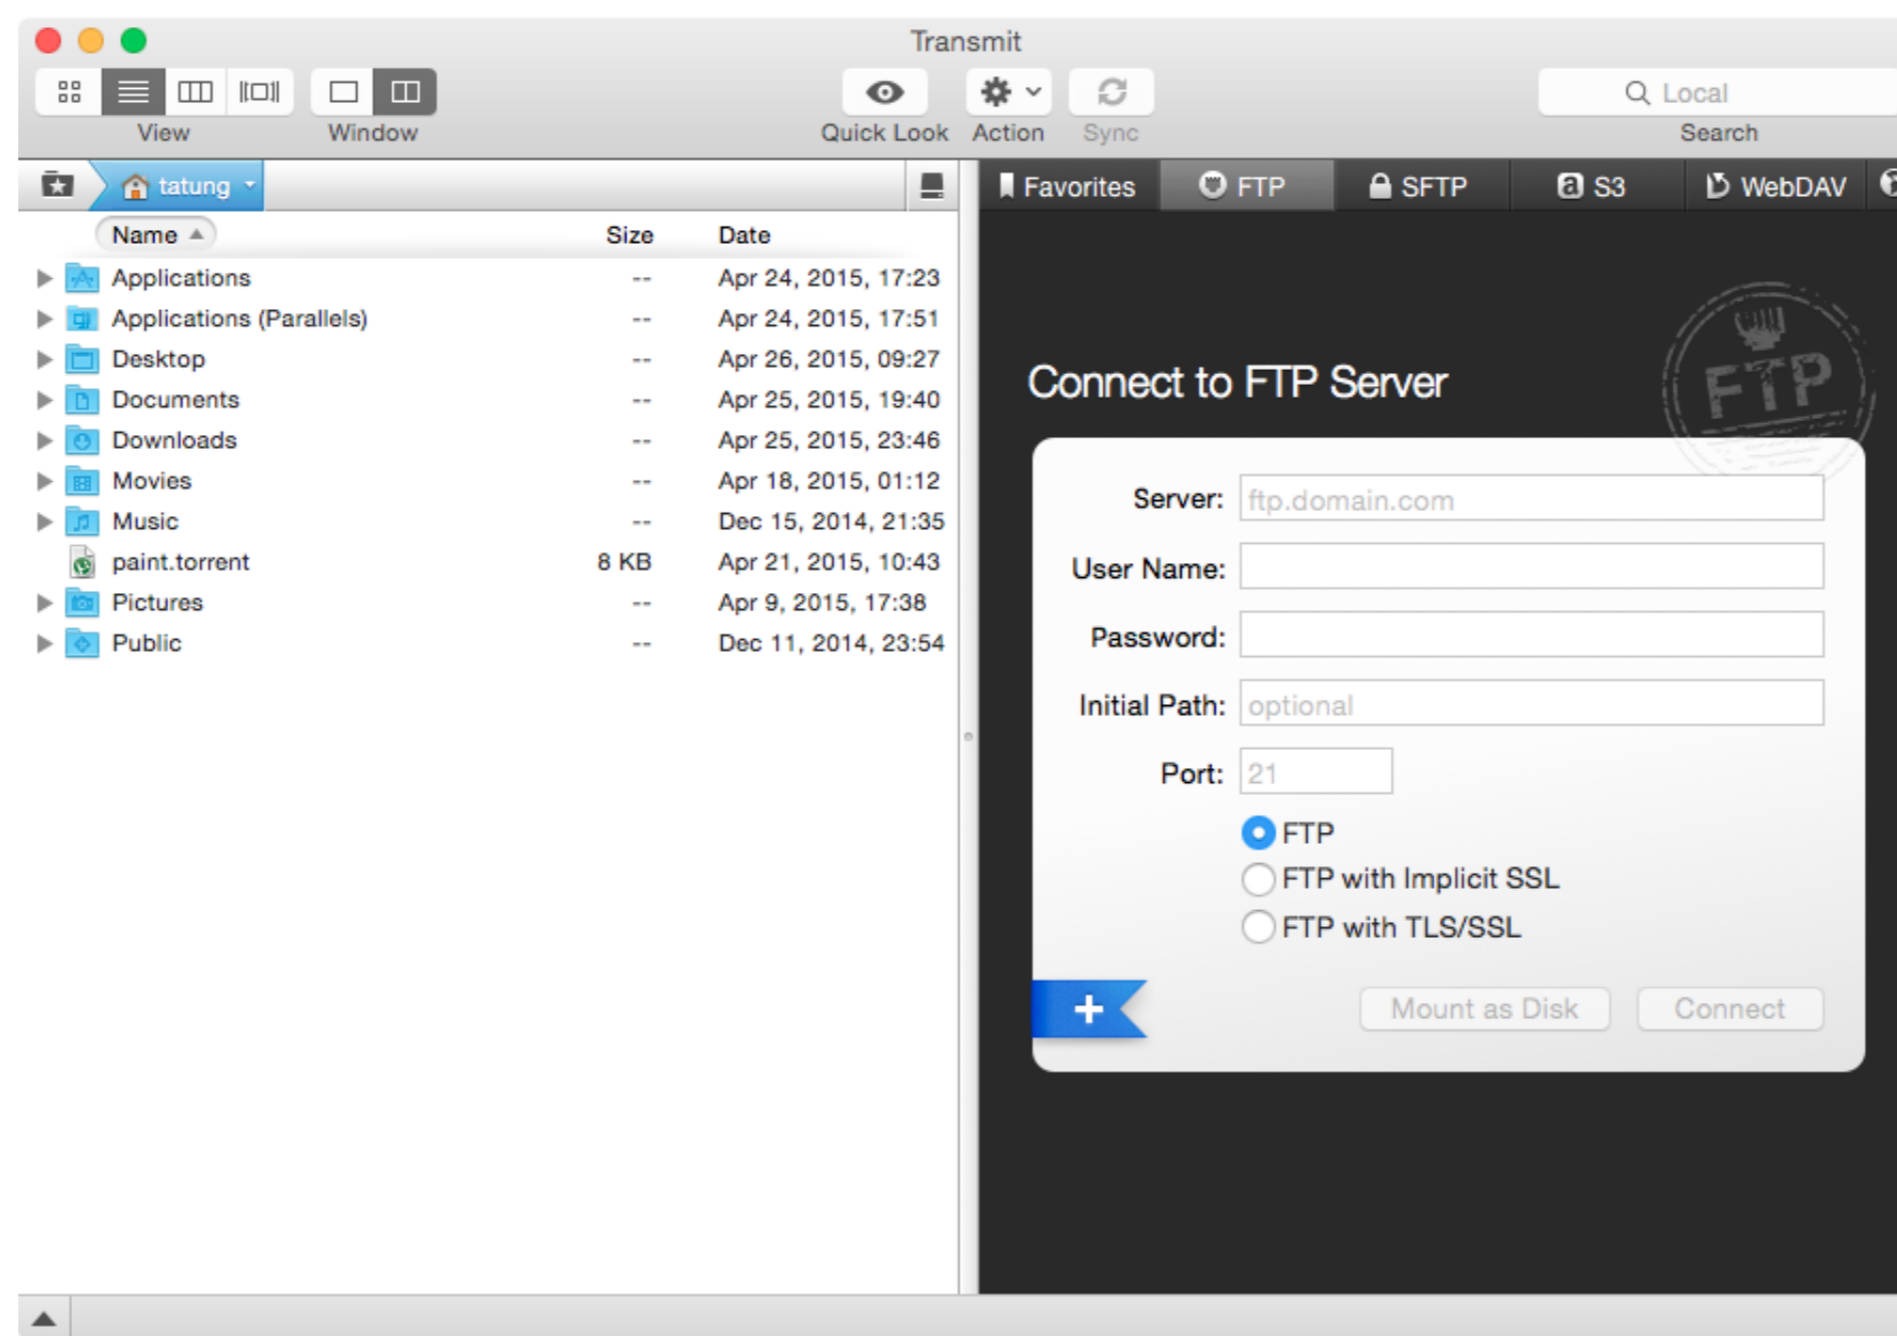 Transmit
Local
View
Window
Quick Look
Action
Sync
Search
tatung
Favorites
FTP
SFTP
a S3
WebDAV
Name
Size
Date
Applications -- Apr 24, 2015, 17:23
Applications (Parallels) -- Apr 24, 2015, 17:51
Desktop -- Apr 26, 2015, 09:27
Documents -- Apr 25, 2015, 19:40
Downloads -- Apr 25, 2015, 23:46
Movies -- Apr 18, 2015, 01:12
Music -- Dec 15, 2014, 21:35
paint.torrent 8 KB Apr 21, 2015, 10:43
Pictures -- Apr 9, 2015, 17:38
Public -- Dec 11, 2014, 23:54
FTP
Connect to FTP Server
Server: ftp.domain.com
User Name:
Password:
Initial Path: optional
Port: 21
FTP
FTP with Implicit SSL
FTP with TLS/SSL
+
Mount as Disk
Connect